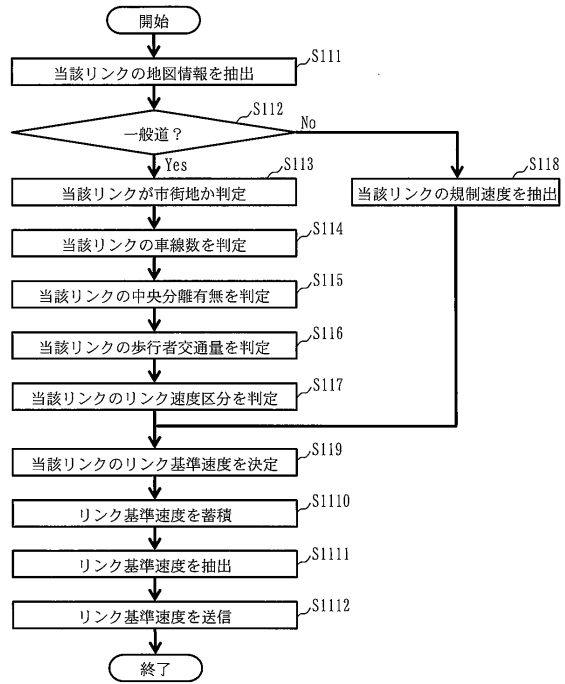 開始
S111
当該リンクの地図情報を抽出
S112
一般道？
No
Yes
S113
当該リンクが市街地か判定
S118
当該リンクの規制速度を抽出
S114
当該リンクの車線数を判定
S115
当該リンクの中央分離有無を判定
S116
当該リンクの歩行者交通量を判定
S117
当該リンクのリンク速度区分を判定
S119
当該リンクのリンク基準速度を決定
S1110
リンク基準速度を蓄積
S1111
リンク基準速度を抽出
S1112
リンク基準速度を送信
終了